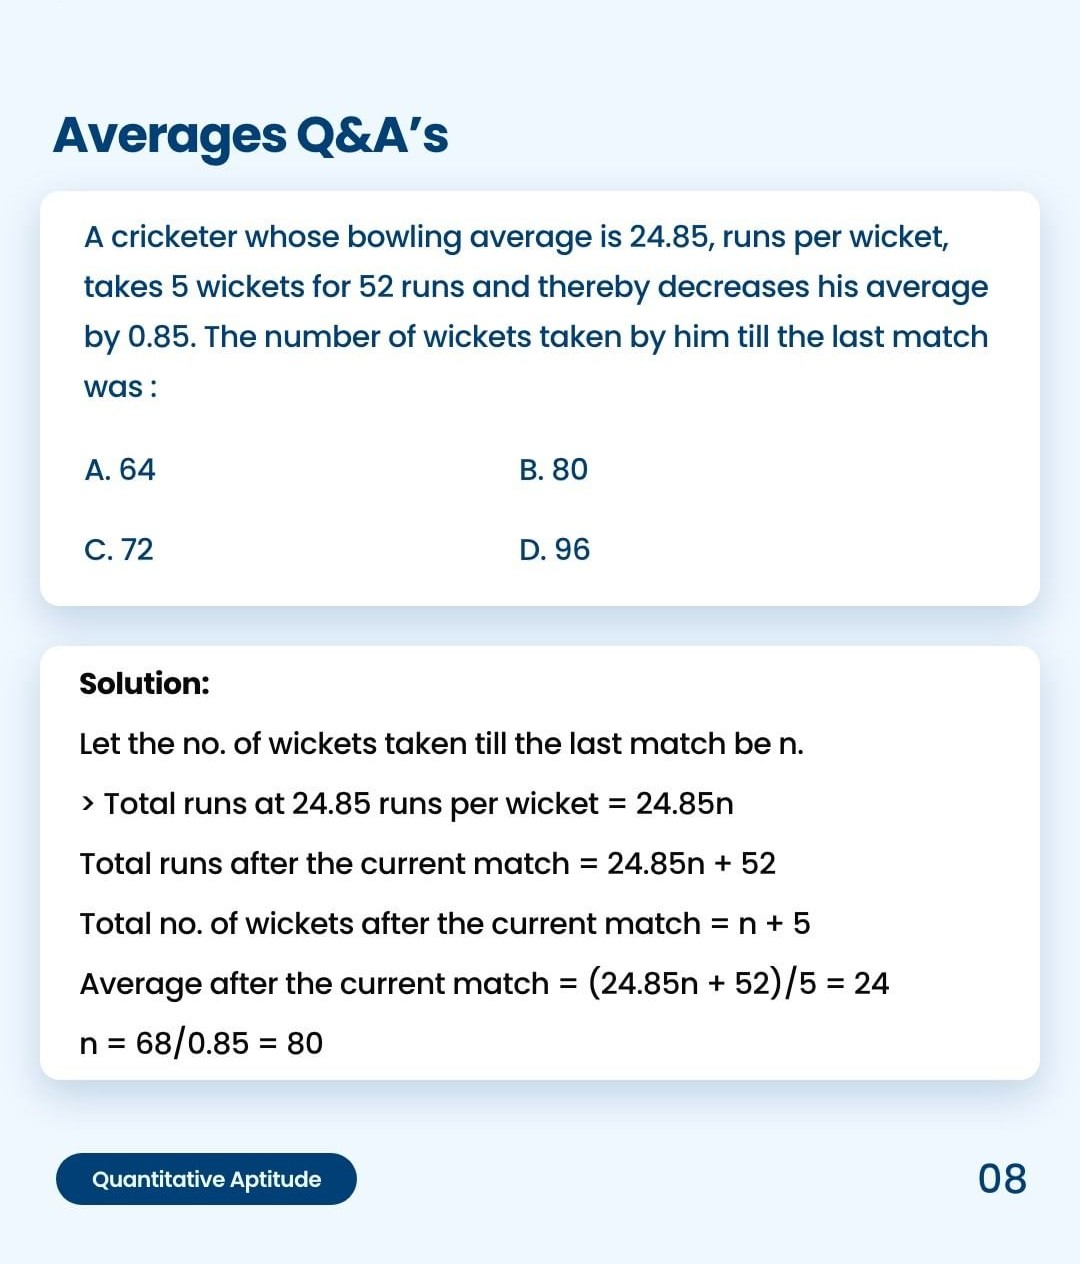 Averages Q&A’s
A cricketer whose bowling average is 24.85, runs per wicket,
takes 5 wickets for 52 runs and thereby decreases his average
by 0.85. The number of wickets taken by him till the last match
was :
A. 64
B. 80
C. 72
D. 96
Solution:
Let the no. of wickets taken till the last match be n.
> Total runs at 24.85 runs per wicket = 24.85n
Total runs after the current match = 24.85n + 52
Total no. of wickets after the current match = n + 5
Average after the current match = (24.85n + 52)/5 = 24
n = 68/0.85 = 80
Quantitative Aptitude
08